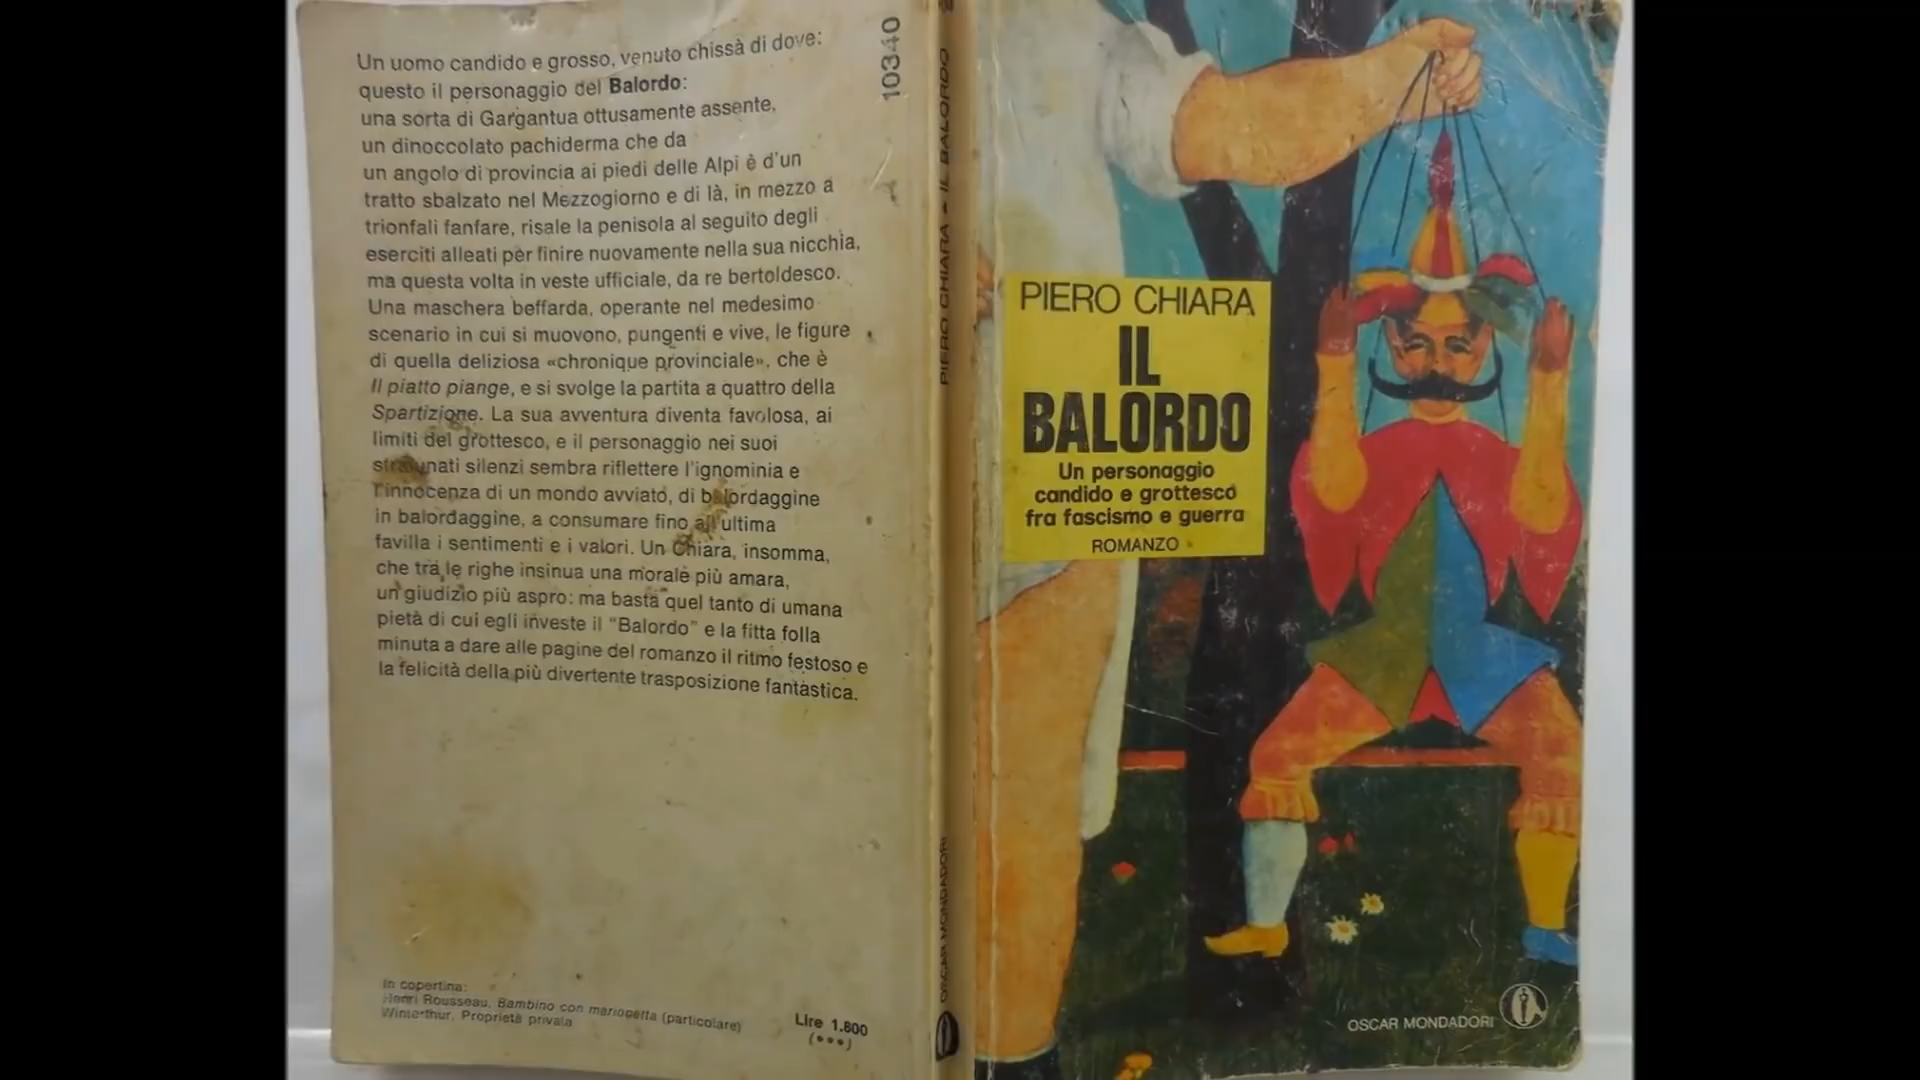 Un uomo candido e grosso, venuto chissà di dove:
questo il personaggio del Balordo:
una sorta di Gargantua ottusamente assente,
un dinoccolato pachiderma che da
un angolo di provincia ai piedi delle Alpi è d'un
tratto sbalzato nel Mezzogiorno e di là, in mezzo a
trionfali fanfare, risale la penisola al seguito degli
eserciti alleati per finire nuovamente nella sua nicchia,
ma questa volta in veste ufficiale, da re bertoldesco.
Una maschera beffarda, operante nel medesimo
scenario in cui si muovono, pungenti e vive, le figure
di quella deliziosa «chronique provinciale», che è
Il piatto piange, e si svolge la partita a quattro della
Spartizione. La sua avventura diventa favolosa, ai
limiti del grottesco, e il personaggio nei suoi
stralunati silenzi sembra riflettere l'ignominia e
l'innocenza di un mondo avviato, di balordaggine
in balordaggine, a consumare fino all'ultima
favilla i sentimenti e i valori. Un Chiara, insomma,
che tra le righe insinua una morale più amara,
un giudizio più aspro: ma basta quel tanto di umana
pietà di cui egli investe il "Balordo" e la fitta folla
minuta a dare alle pagine del romanzo il ritmo festoso e
la felicità della più divertente trasposizione fantastica.
10340
In copertina:
Henri Rousseau, Bambino con marionetta (particolare)
Winterthur, Proprietà privata
Lire 1.800
(•••)
PIERO CHIARA - IL BALORDO
OSCAR MONDADORI
PIERO CHIARA
IL
BALORDO
Un personaggio
candido e grottesco
fra fascismo e guerra
ROMANZO
OSCAR MONDADORI